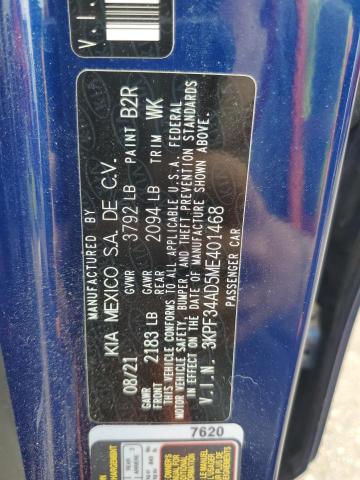 V.I.
MANUFACTURED BY
KIA MEXICO S.A. DE C.V.
08/21 3792 LB PAINT B2R
GAWR FRONT 2183 LB GAWR REAR 2094 LB TRIM WK
THIS VEHICLE CONFORMS TO ALL APPLICABLE U.S.A. FEDERAL
MOTOR VEHICLE SAFETY, BUMPER, AND THEFT PREVENTION STANDARDS
IN EFFECT ON THE DATE OF MANUFACTURE SHOWN ABOVE.
V.I.N. 3KPF34AD5ME401468
PASSENGER CAR
7620